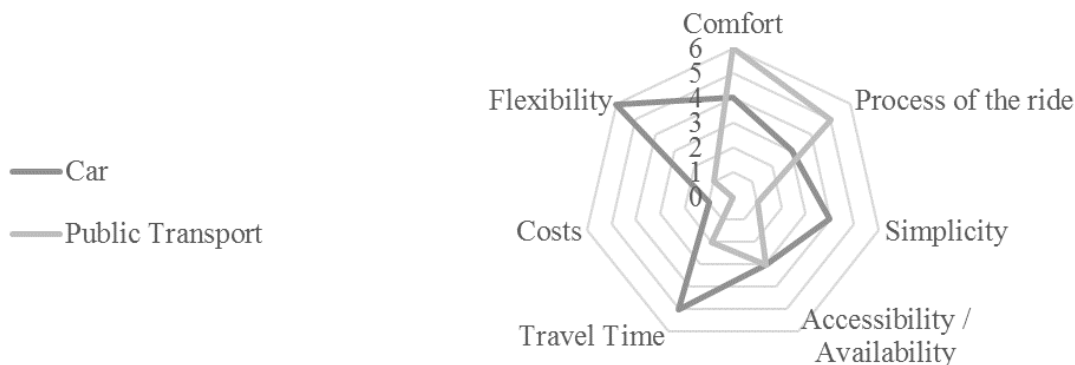 Comfort
6
5
4
3
2
1
0
Process of the ride
Simplicity
Accessibility /
Availability
Travel Time
Costs
Flexibility
Car
Public Transport